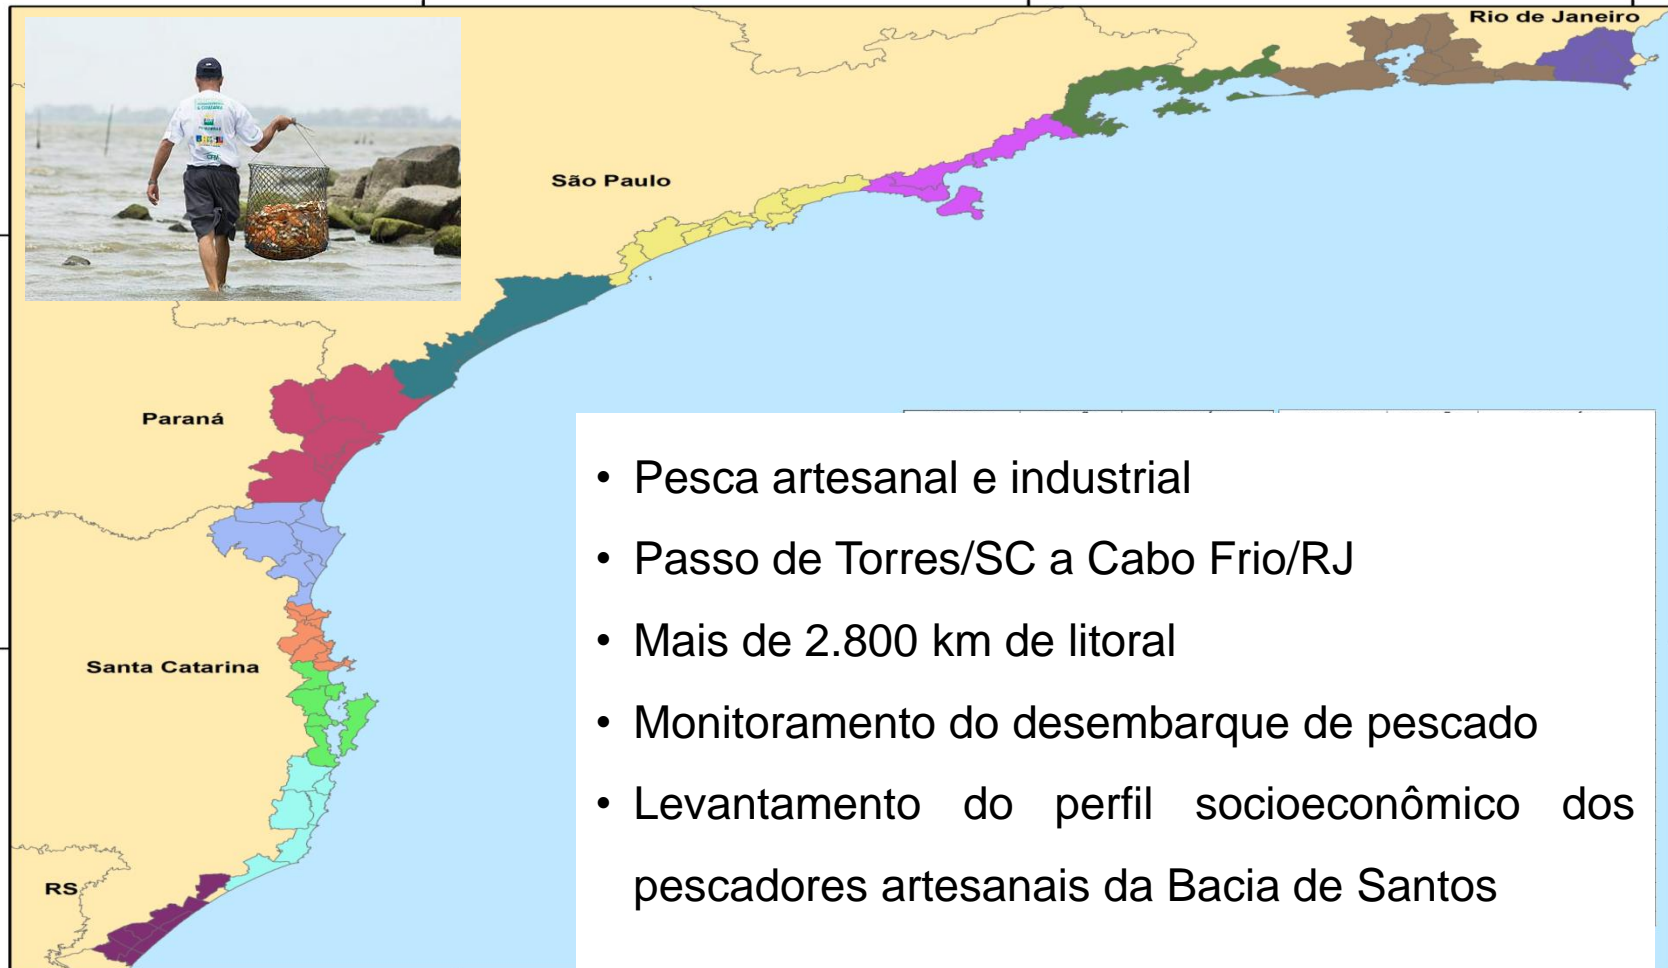 Rio de Janeiro
São Paulo
Paraná
Santa Catarina
RS
• Pesca artesanal e industrial
• Passo de Torres/SC a Cabo Frio/RJ
• Mais de 2.800 km de litoral
• Monitoramento do desembarque de pescado
• Levantamento do perfil socioeconômico dos
pescadores artesanais da Bacia de Santos